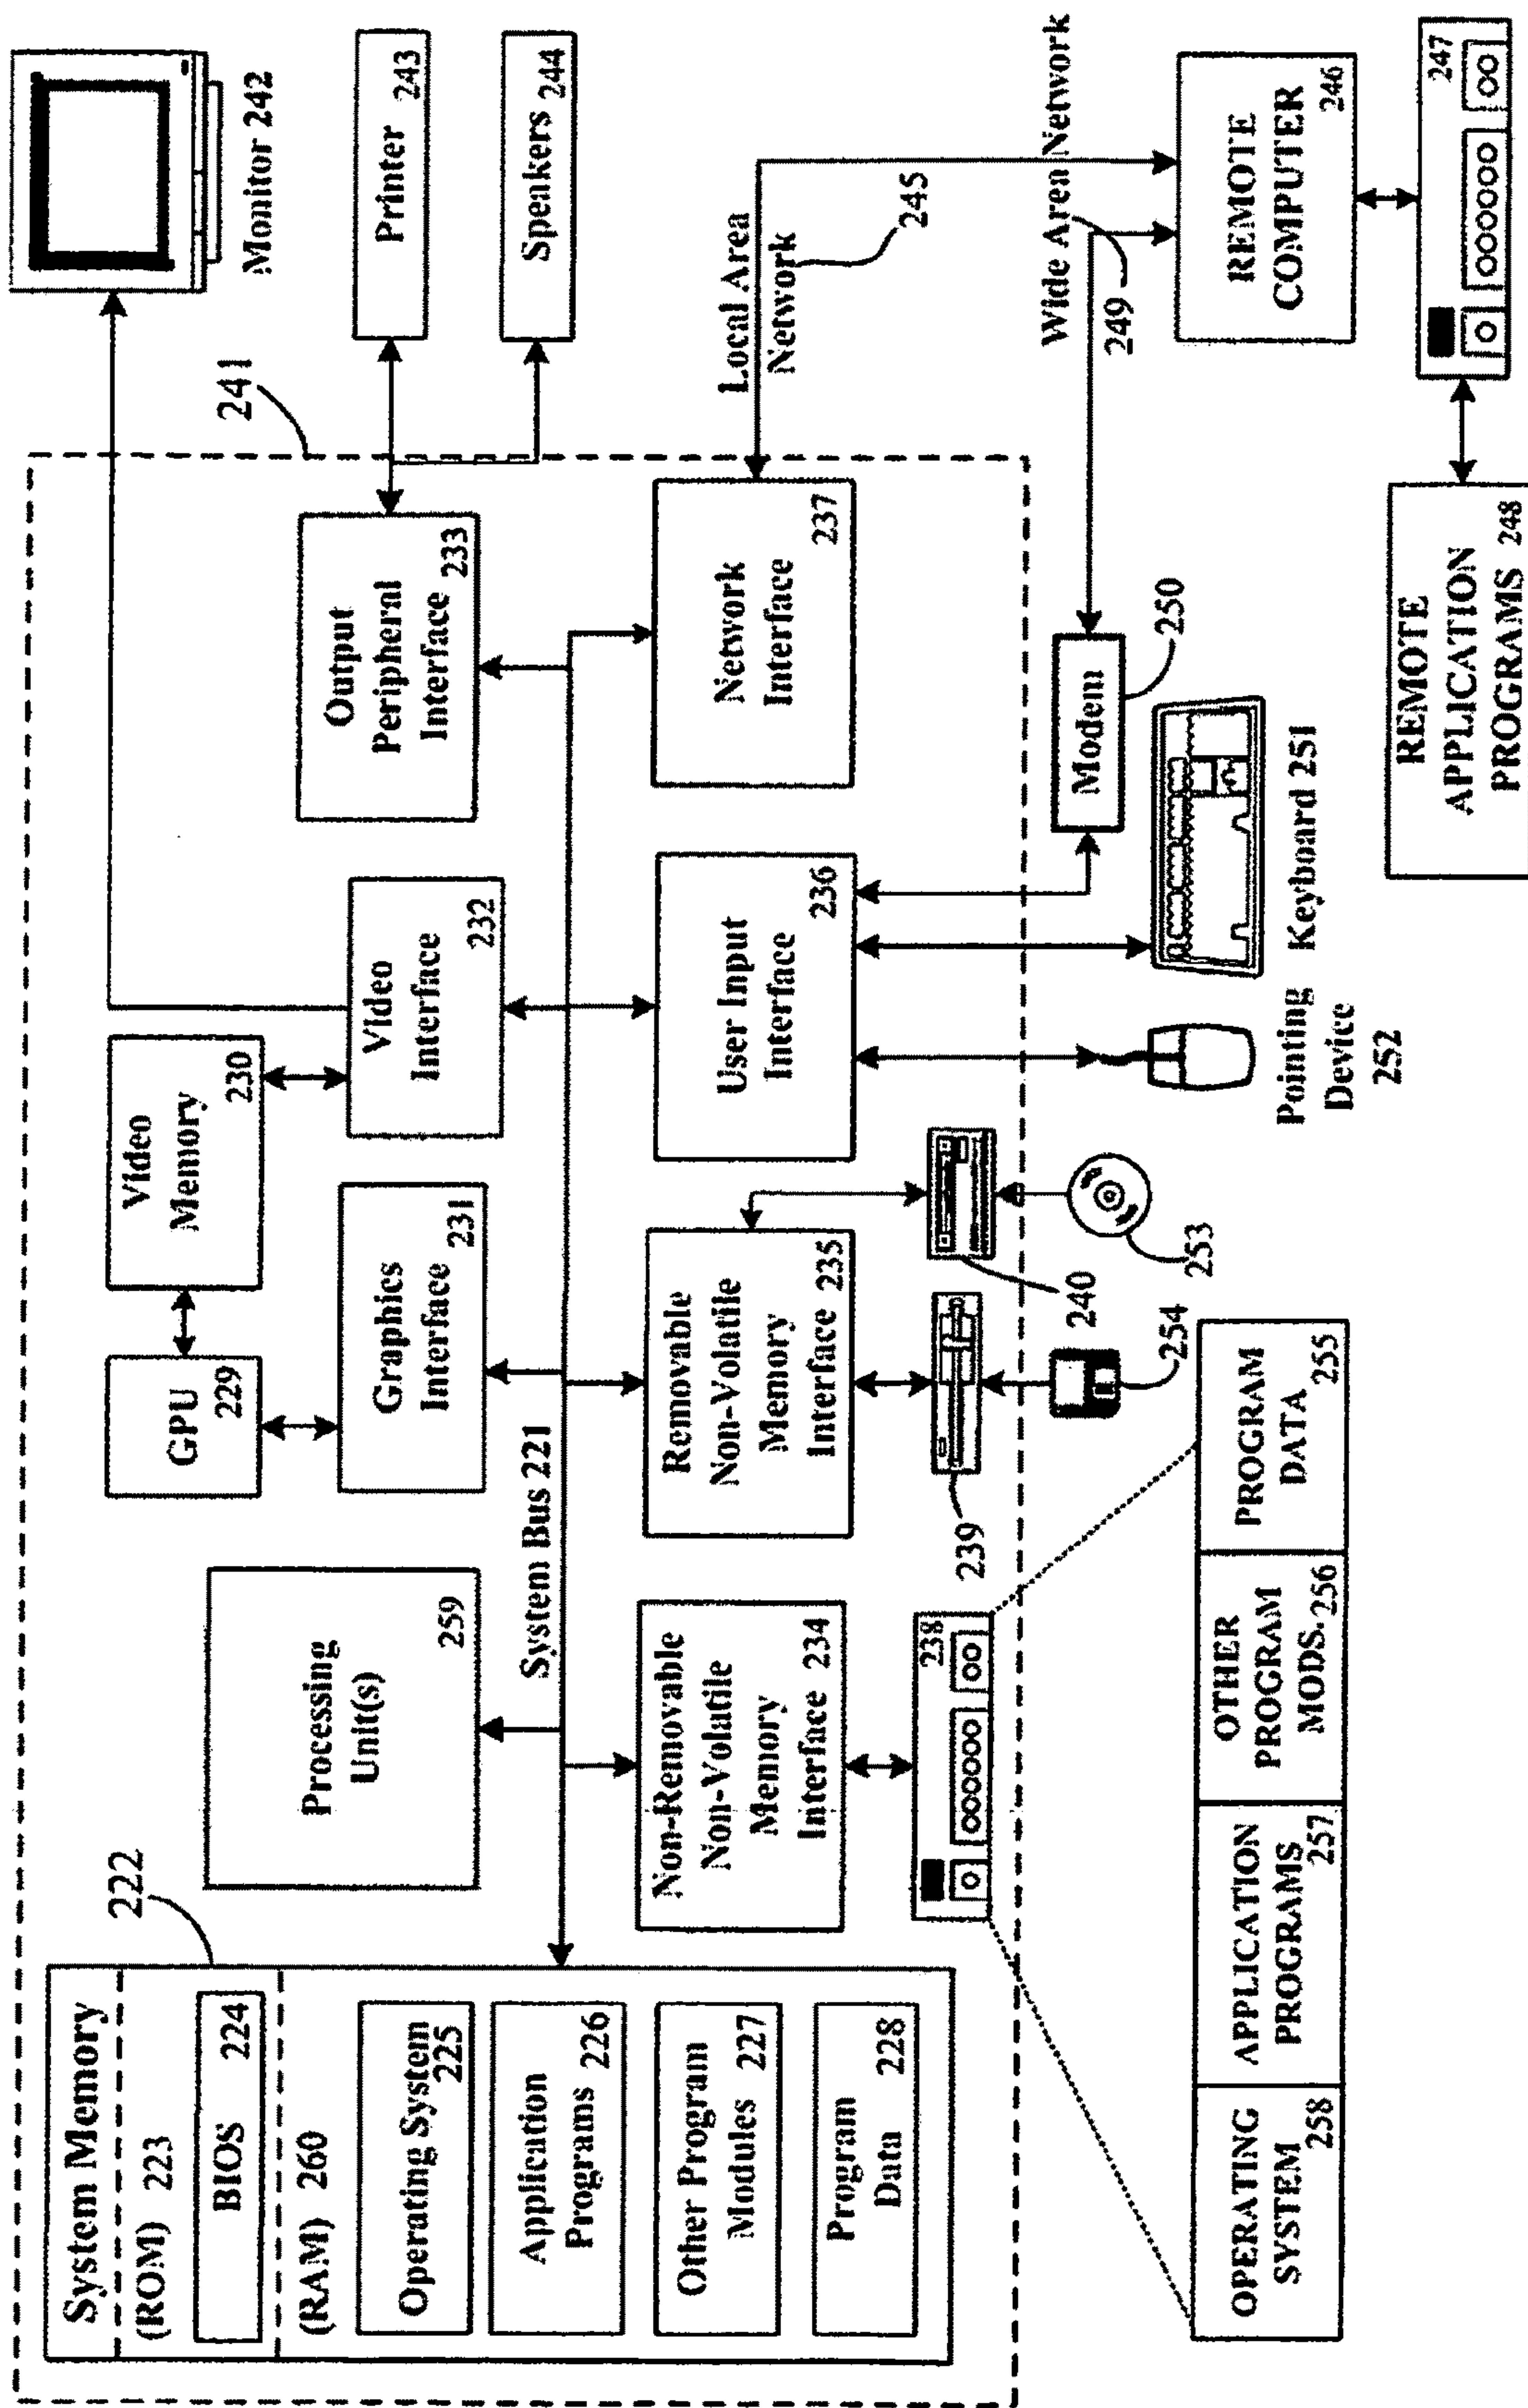 System Memory
(ROM) 223
BIOS 224
(RAM) 260
Operating System
225
Application
Programs 226
Other Program
Modules 227
Program
Data 228
222
Processing
Unit(s)
259
System Bus 221
GPU
229
Video
Memory
230
Graphics
Interface
231
Video
Interface
232
Output
Peripheral
Interface 233
241
Monitor 242
Printer 243
Speakers 244
Non-Removable
Non-Volatile
Memory
Interface 234
Removable
Non-Volatile
Memory
Interface 235
User Input
Interface
236
Network
Interface
237
Local Area
Network
245
Wide Area Network
249
238
239
240
254
253
Pointing
Device
252
Keyboard 251
Modem
250
REMOTE
COMPUTER
246
247
REMOTE
APPLICATION
PROGRAMS 248
OPERATING
SYSTEM
258
APPLICATION
PROGRAMS
257
OTHER
PROGRAM
MODS. 256
PROGRAM
DATA
255